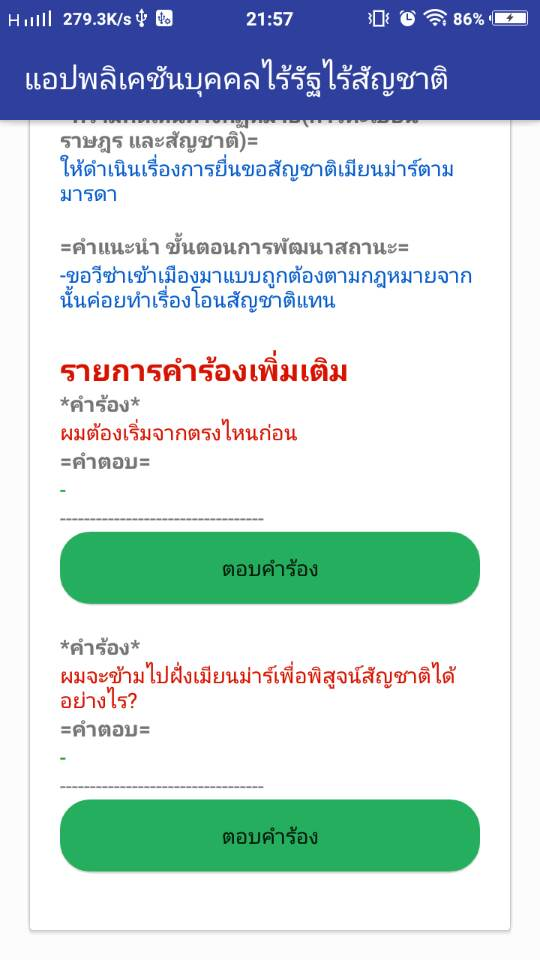 H 279.3K/s 21:57 86%
แอปพลิเคชันบุคคลไร้รัฐไร้สัญชาติ
ราษฎร และสัญชาติ)=
ให้ดำเนินเรื่องการยื่นขอสัญชาติเมียนม่าร์ตาม
มารดา
=คำแนะนำ ขั้นตอนการพัฒนาสถานะ=
-ขอวีซ่าเข้าเมืองมาแบบถูกต้องตามกฎหมายจาก
นั้นค่อยทำเรื่องโอนสัญชาติแทน
รายการคำร้องเพิ่มเติม
*คำร้อง*
ผมต้องเริ่มจากตรงไหนก่อน
=คำตอบ=
-
----------------------------------
ตอบคำร้อง
*คำร้อง*
ผมจะข้ามไปฝั่งเมียนม่าร์เพื่อพิสูจน์สัญชาติได้
อย่างไร?
=คำตอบ=
-
----------------------------------
ตอบคำร้อง